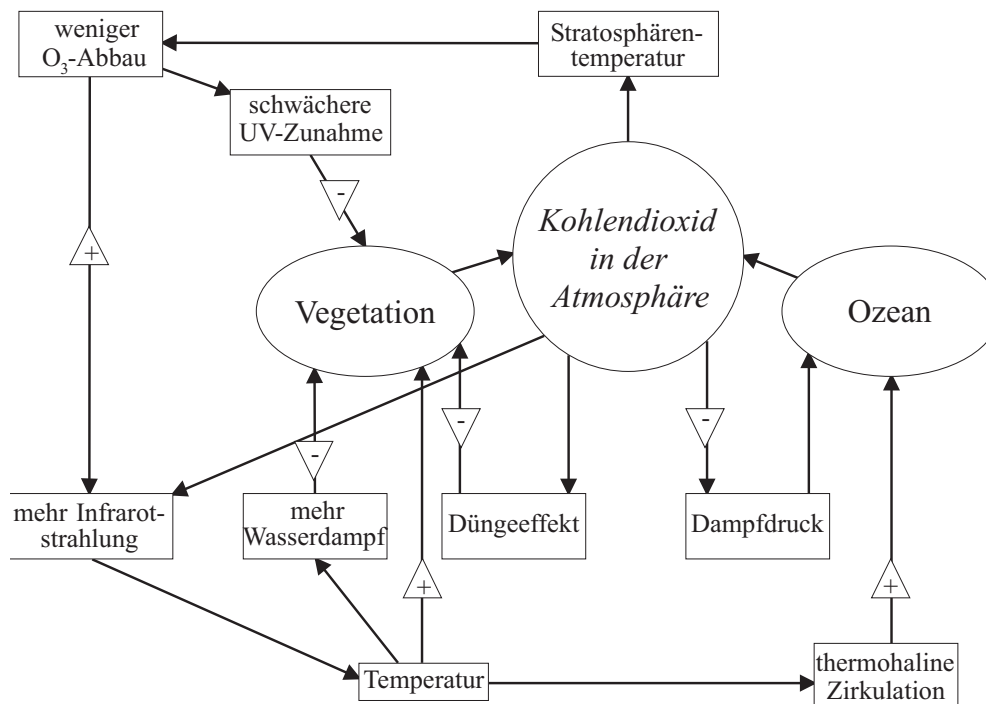 weniger
O₃-Abbau
Stratosphären-
temperatur
schwächere
UV-Zunahme
-
Kohlendioxid
in der
Atmosphäre
+
Vegetation
Ozean
-
-
-
mehr Infrarot-
strahlung
mehr
Wasserdampf
Düngeeffekt
Dampfdruck
+
+
Temperatur
thermohaline
Zirkulation